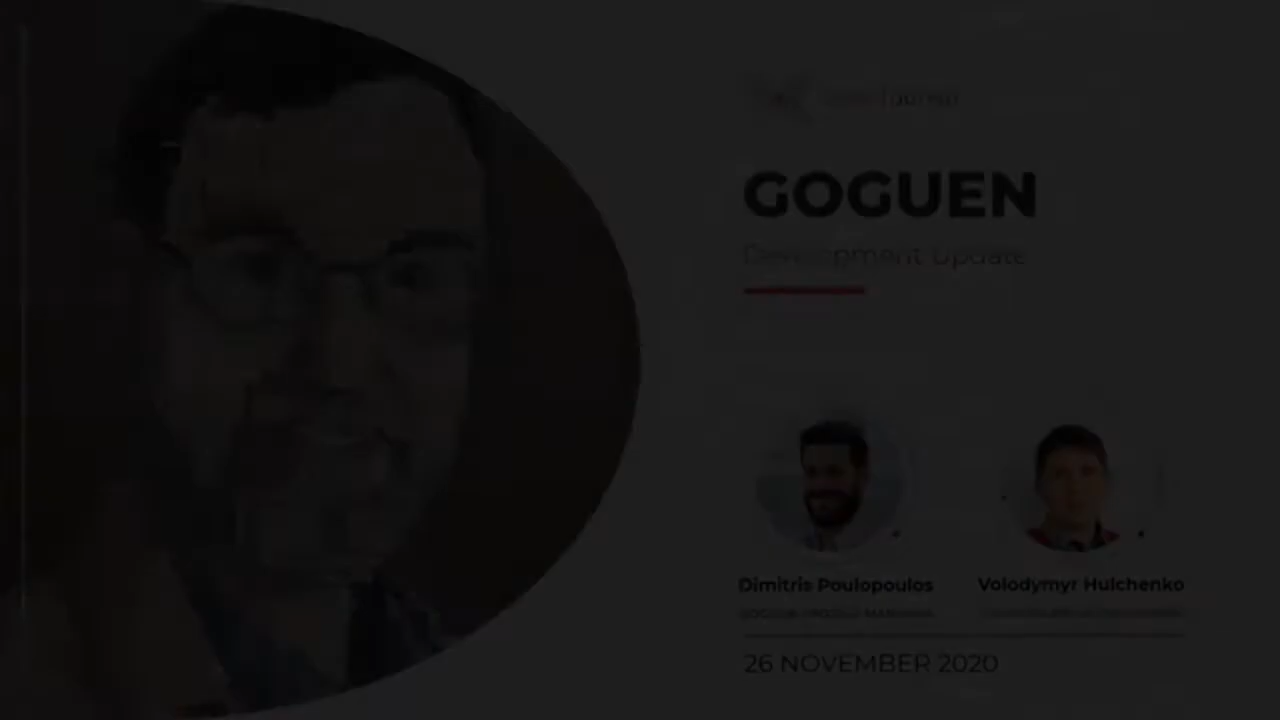 GOGUEN
Development Update
Dimitris Poulopoulos
Volodymyr Hulchenko
26 NOVEMBER 2020